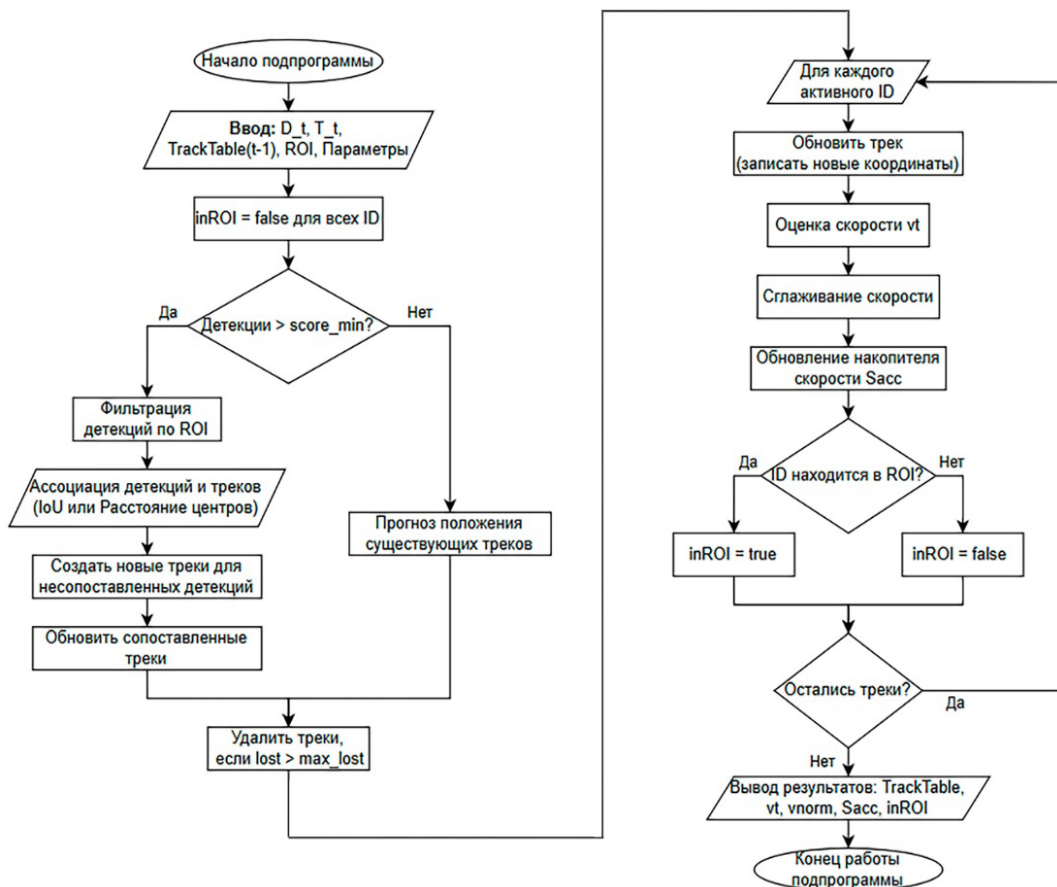 Начало подпрограммы
Ввод: D_t, T_t,
TrackTable(t-1), ROI, Параметры
inROI = false для всех ID
Детекции > score_min?
Да
Нет
Фильтрация
детекций по ROI
Ассоциация детекций и треков
(IoU или Расстояние центров)
Создать новые треки для
несопоставленных детекций
Обновить сопоставленные
треки
Прогноз положения
существующих треков
Удалить треки,
если lost > max_lost
Для каждого
активного ID
Обновить трек
(записать новые координаты)
Оценка скорости vt
Сглаживание скорости
Обновление накопителя
скорости Sacc
ID находится в ROI?
Да
Нет
inROI = true
inROI = false
Остались треки?
Да
Нет
Вывод результатов: TrackTable,
vt, vnorm, Sacc, inROI
Конец работы
подпрограммы